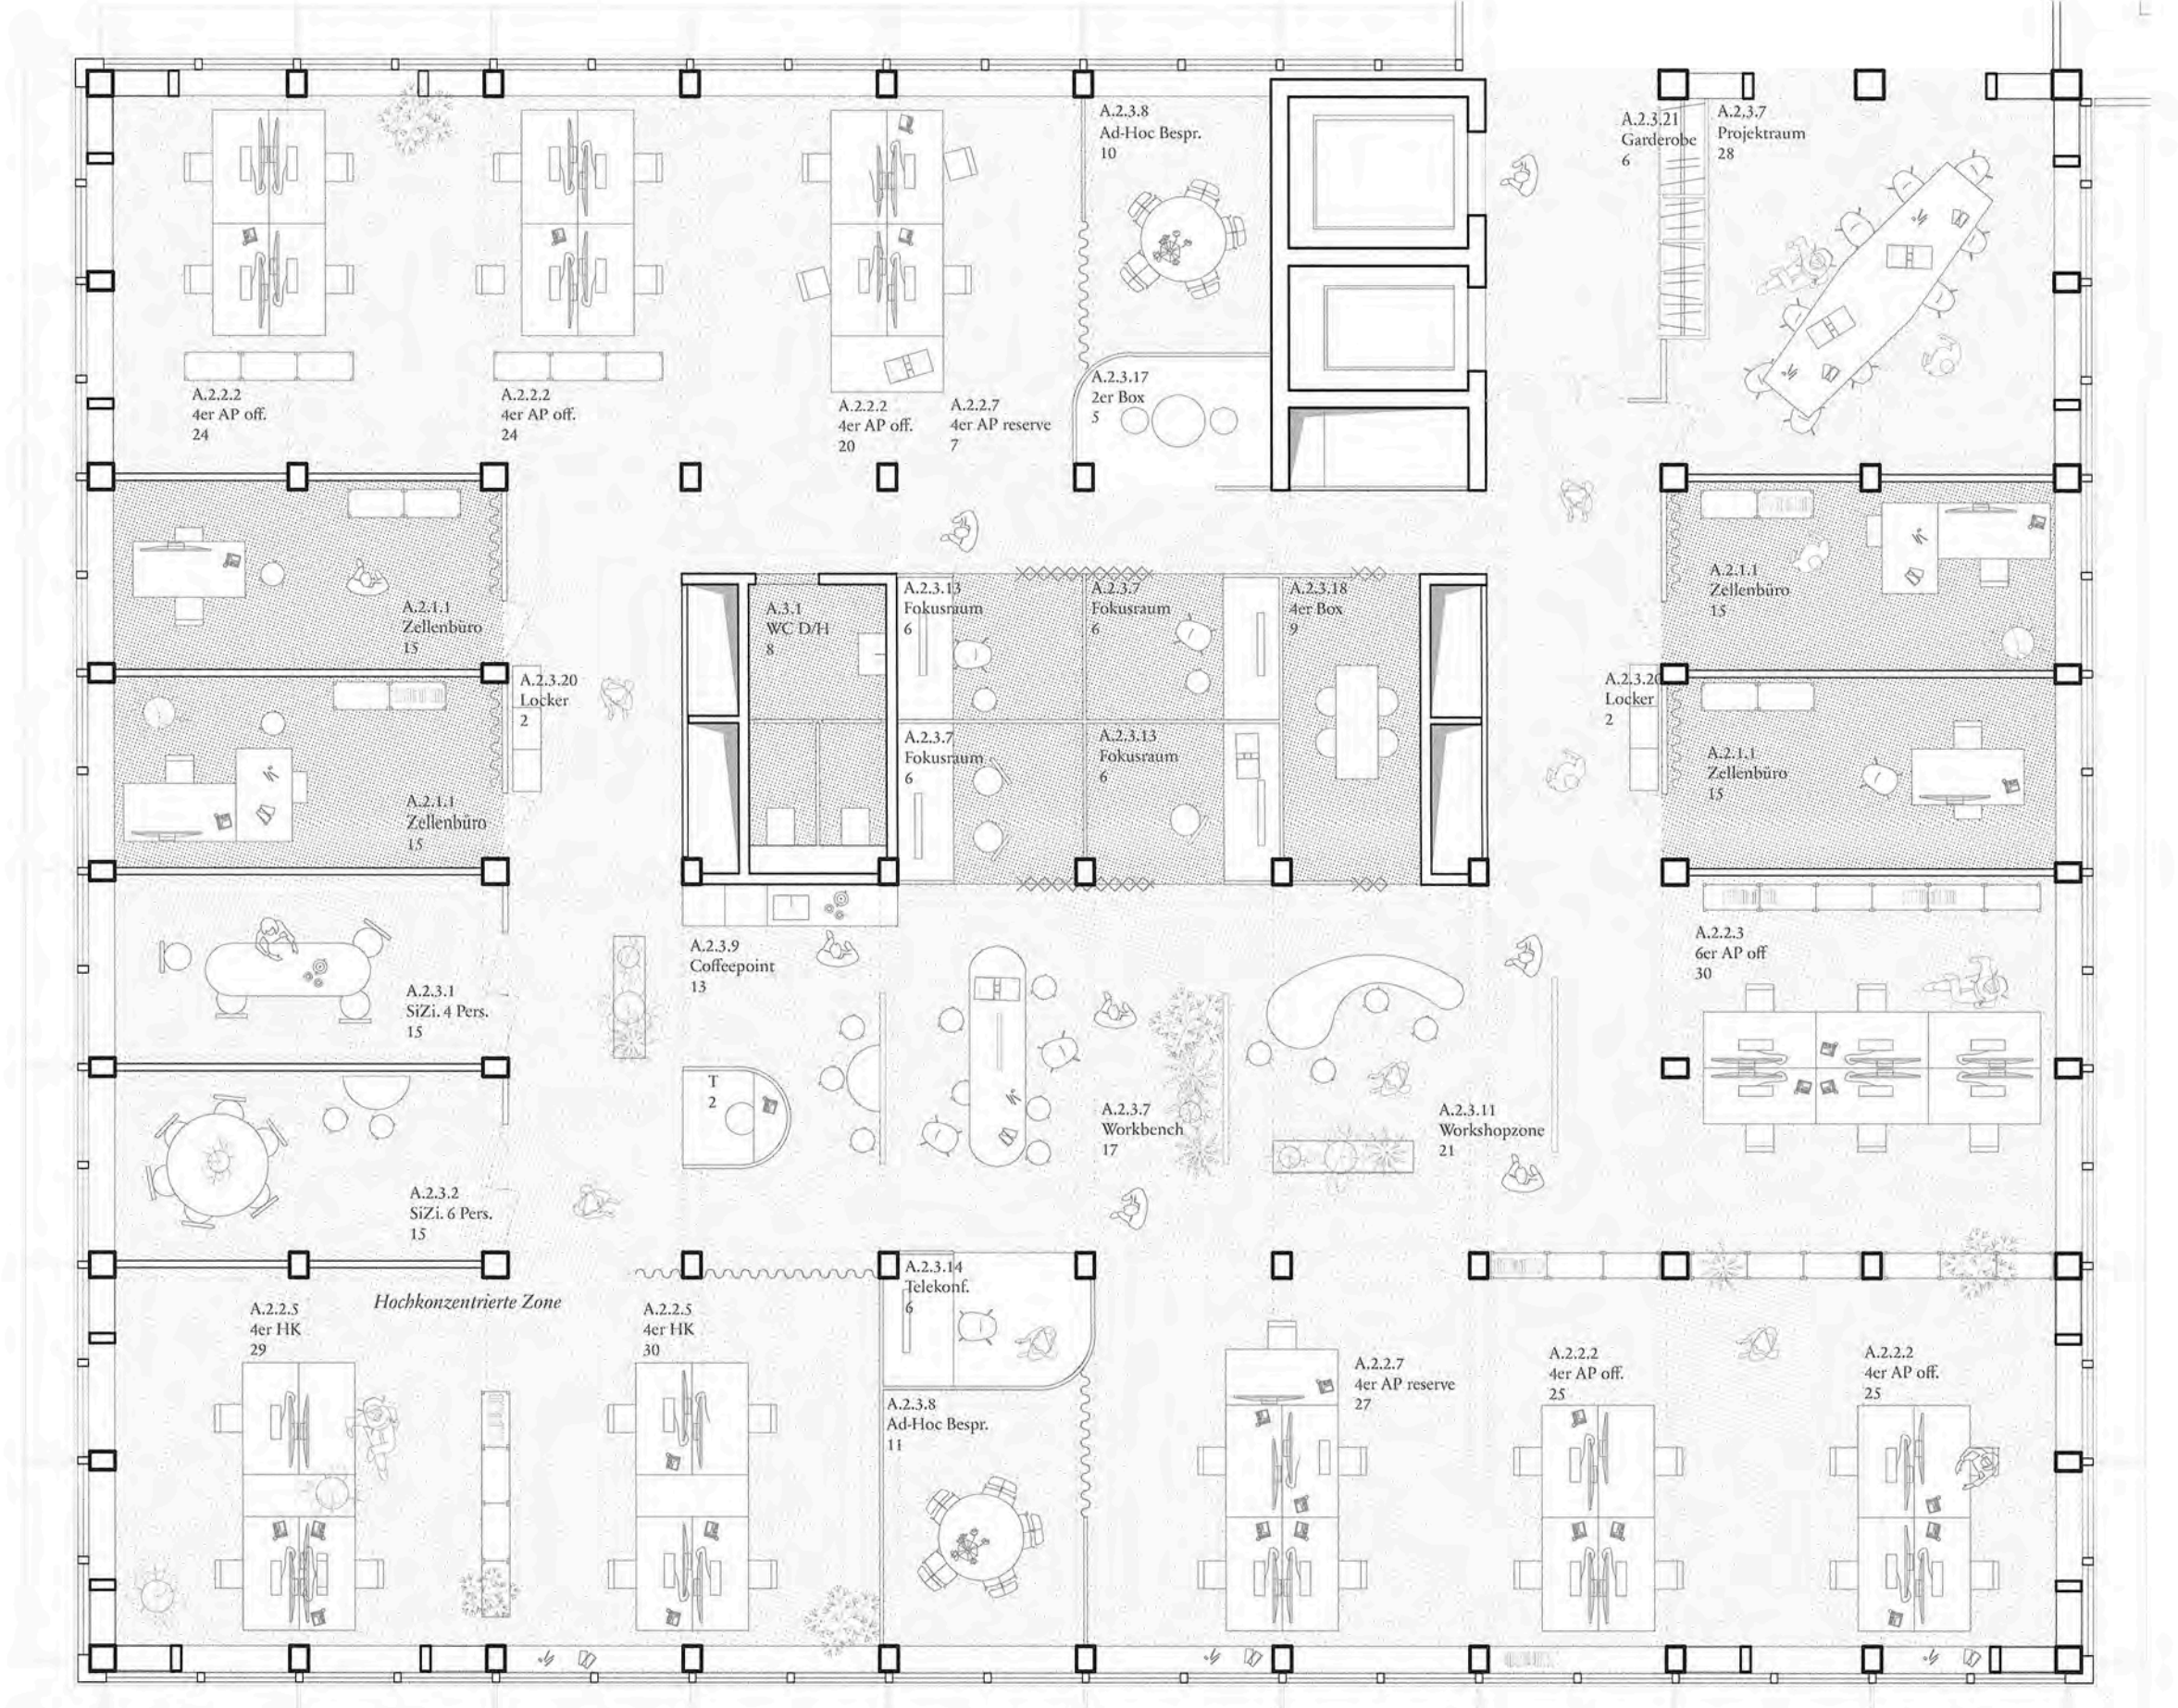 A.2.3.8
Ad-Hoc Bespr.
10
A.2.3.21
Garderobe
6
A.2.3.7
Projektraum
28
A.2.2.2
4er AP off.
24
A.2.2.2
4er AP off.
24
A.2.2.2
4er AP off.
20
A.2.2.7
4er AP reserve
7
A.2.3.17
2er Box
5
A.2.1.1
Zellenbüro
15
A.3.1
WC D/H
8
A.2.3.13
Fokusraum
6
A.2.3.7
Fokusraum
6
A.2.3.18
4er Box
9
A.2.1.1
Zellenbüro
15
A.2.3.20
Locker
2
A.2.3.20
Locker
2
A.2.1.1
Zellenbüro
15
A.2.3.7
Fokusraum
6
A.2.3.13
Fokusraum
6
A.2.1.1
Zellenbüro
15
A.2.3.9
Coffeepoint
13
A.2.2.3
6er AP off
30
A.2.3.1
SiZi. 4 Pers.
15
T
2
A.2.3.7
Workbench
17
A.2.3.11
Workshopzone
21
A.2.3.2
SiZi. 6 Pers.
15
Hochkonzentrierte Zone
A.2.2.5
4er HK
29
A.2.2.5
4er HK
30
A.2.3.14
Telekonf.
6
A.2.3.8
Ad-Hoc Bespr.
11
A.2.2.7
4er AP reserve
27
A.2.2.2
4er AP off.
25
A.2.2.2
4er AP off.
25